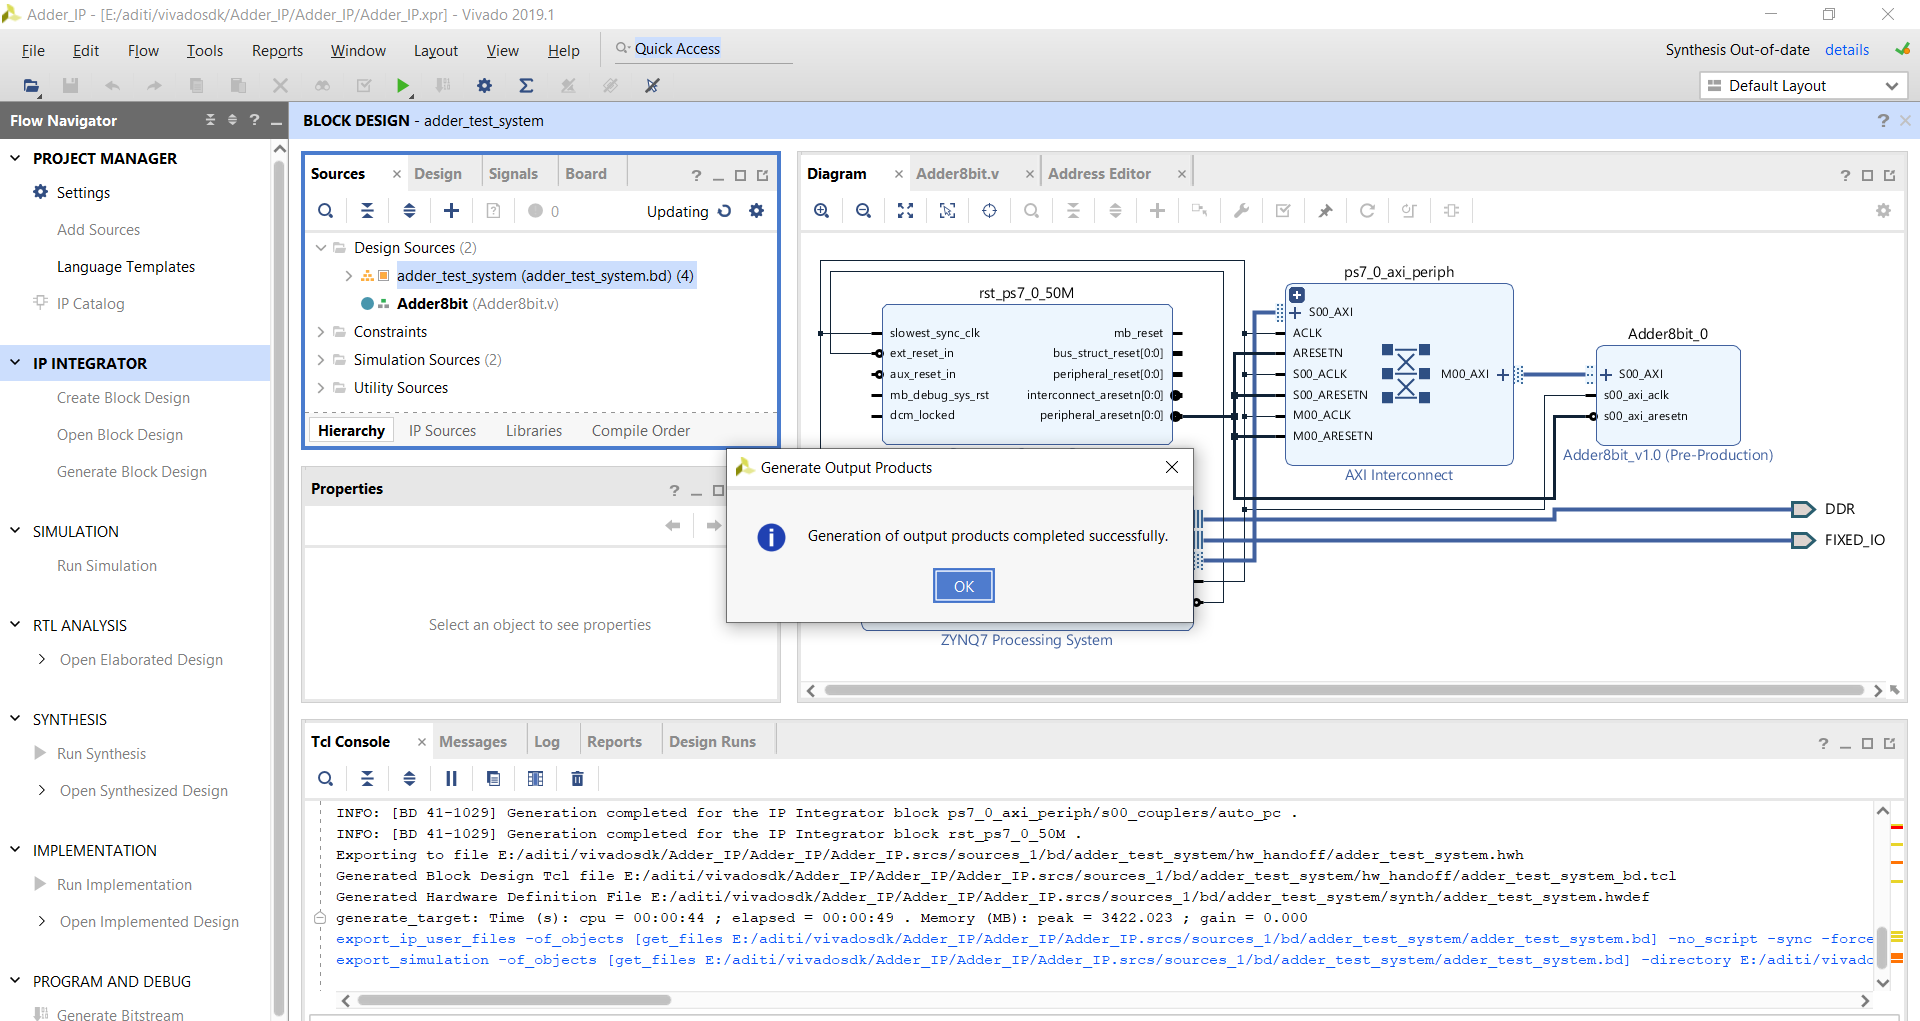 Adder_IP - [E:/aditi/vivadosdk/Adder_IP/Adder_IP/Adder_IP.xpr] - Vivado 2019.1
File Edit Flow Tools Reports Window Layout View Help Quick Access
Synthesis Out-of-date details
Default Layout
Flow Navigator
PROJECT MANAGER
Settings
Add Sources
Language Templates
IP Catalog
IP INTEGRATOR
Create Block Design
Open Block Design
Generate Block Design
SIMULATION
Run Simulation
RTL ANALYSIS
Open Elaborated Design
SYNTHESIS
Run Synthesis
Open Synthesized Design
IMPLEMENTATION
Run Implementation
Open Implemented Design
PROGRAM AND DEBUG
Generate Bitstream
BLOCK DESIGN - adder_test_system
Sources Design Signals Board
0 Updating
Design Sources (2)
adder_test_system (adder_test_system.bd) (4)
Adder8bit (Adder8bit.v)
Constraints
Simulation Sources (2)
Utility Sources
Hierarchy IP Sources Libraries Compile Order
Properties
Select an object to see properties
Diagram Adder8bit.v Address Editor
rst_ps7_0_50M
slowest_sync_clk mb_reset
ext_reset_in bus_struct_reset[0:0]
aux_reset_in peripheral_reset[0:0]
mb_debug_sys_rst interconnect_aresetn[0:0]
dcm_locked peripheral_aresetn[0:0]
ps7_0_axi_periph
S00_AXI
ACLK
ARESETN
S00_ACLK M00_AXI
S00_ARESETN
M00_ACLK
M00_ARESETN
AXI Interconnect
Adder8bit_0
S00_AXI
s00_axi_aclk
s00_axi_aresetn
Adder8bit_v1.0 (Pre-Production)
DDR
FIXED_IO
ZYNQ7 Processing System
Generate Output Products
Generation of output products completed successfully.
OK
Tcl Console Messages Log Reports Design Runs
INFO: [BD 41-1029] Generation completed for the IP Integrator block ps7_0_axi_periph/s00_couplers/auto_pc .
INFO: [BD 41-1029] Generation completed for the IP Integrator block rst_ps7_0_50M .
Exporting to file E:/aditi/vivadosdk/Adder_IP/Adder_IP/Adder_IP.srcs/sources_1/bd/adder_test_system/hw_handoff/adder_test_system.hwh
Generated Block Design Tcl file E:/aditi/vivadosdk/Adder_IP/Adder_IP/Adder_IP.srcs/sources_1/bd/adder_test_system/hw_handoff/adder_test_system_bd.tcl
Generated Hardware Definition File E:/aditi/vivadosdk/Adder_IP/Adder_IP/Adder_IP.srcs/sources_1/bd/adder_test_system/synth/adder_test_system.hwdef
generate_target: Time (s): cpu = 00:00:44 ; elapsed = 00:00:49 . Memory (MB): peak = 3422.023 ; gain = 0.000
export_ip_user_files -of_objects [get_files E:/aditi/vivadosdk/Adder_IP/Adder_IP/Adder_IP.srcs/sources_1/bd/adder_test_system/adder_test_system.bd] -no_script -sync -force
export_simulation -of_objects [get_files E:/aditi/vivadosdk/Adder_IP/Adder_IP/Adder_IP.srcs/sources_1/bd/adder_test_system/adder_test_system.bd] -directory E:/aditi/vivado